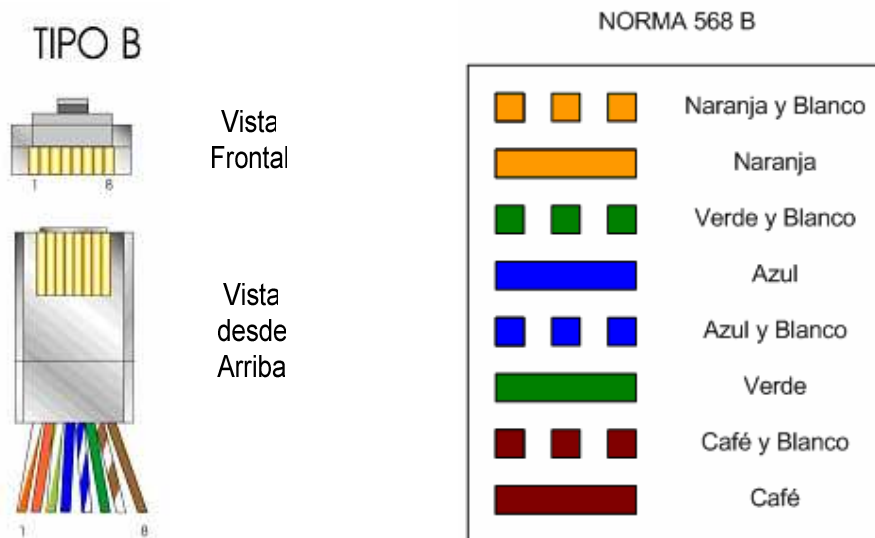 TIPO B
Vista
Frontal
1 8
Vista
desde
Arriba
1 8
NORMA 568 B
Naranja y Blanco
Naranja
Verde y Blanco
Azul
Azul y Blanco
Verde
Café y Blanco
Café